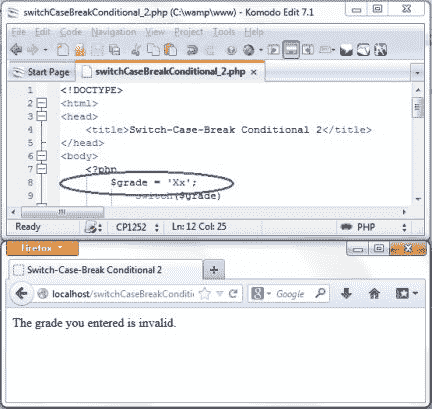 switchCaseBreakConditional_2.php (C:\wamp\www) - Komodo Edit 7.1
File Edit Code Navigation View Project Tools Help
Start Page switchCaseBreakConditional_2.php ×
1 <!DOCTYPE>
2 <html>
3 <head>
4 <title>Switch-Case-Break Conditional 2</title>
5 </head>
6 <body>
7 <?php
8 $grade = 'Xx';
9 switch($grade)
Ready CP1252 Ln: 12 Col: 25 PHP
Firefox
Switch-Case-Break Conditional 2 +
localhost/switchCaseBreakConditi Google
The grade you entered is invalid.